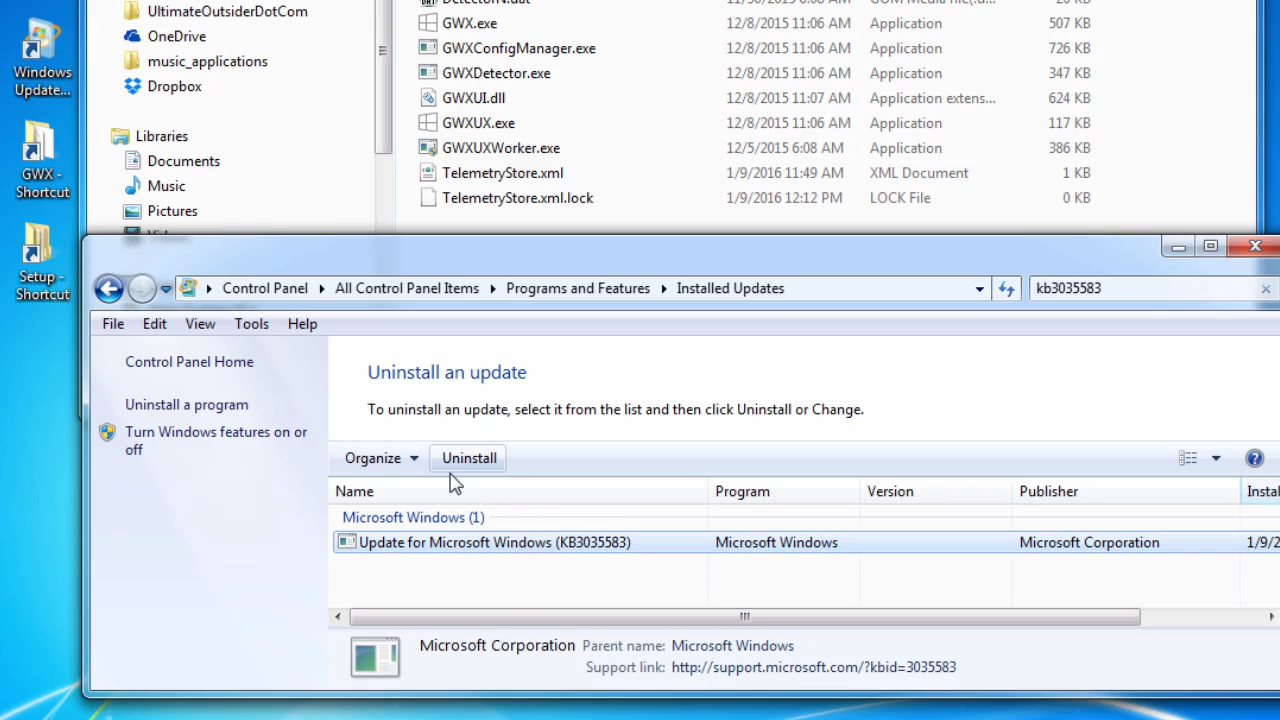 Windows
Update...
GWX -
Shortcut
Setup -
Shortcut
UltimateOutsiderDotCom
OneDrive
music_applications
Dropbox
Libraries
Documents
Music
Pictures
GWX.exe 12/8/2015 11:06 AM Application 507 KB
GWXConfigManager.exe 12/8/2015 11:06 AM Application 726 KB
GWXDetector.exe 12/8/2015 11:06 AM Application 347 KB
GWXUI.dll 12/8/2015 11:07 AM Application extens... 624 KB
GWXUX.exe 12/8/2015 11:06 AM Application 117 KB
GWXUXWorker.exe 12/5/2015 6:08 AM Application 386 KB
TelemetryStore.xml 1/9/2016 11:49 AM XML Document 1 KB
TelemetryStore.xml.lock 1/9/2016 12:12 PM LOCK File 0 KB
Control Panel All Control Panel Items Programs and Features Installed Updates kb3035583
File Edit View Tools Help
Control Panel Home
Uninstall a program
Turn Windows features on or
off
Uninstall an update
To uninstall an update, select it from the list and then click Uninstall or Change.
Organize Uninstall
Name Program Version Publisher Instal
Microsoft Windows (1)
Update for Microsoft Windows (KB3035583) Microsoft Windows Microsoft Corporation 1/9/2
Microsoft Corporation Parent name: Microsoft Windows
Support link: http://support.microsoft.com/?kbid=3035583